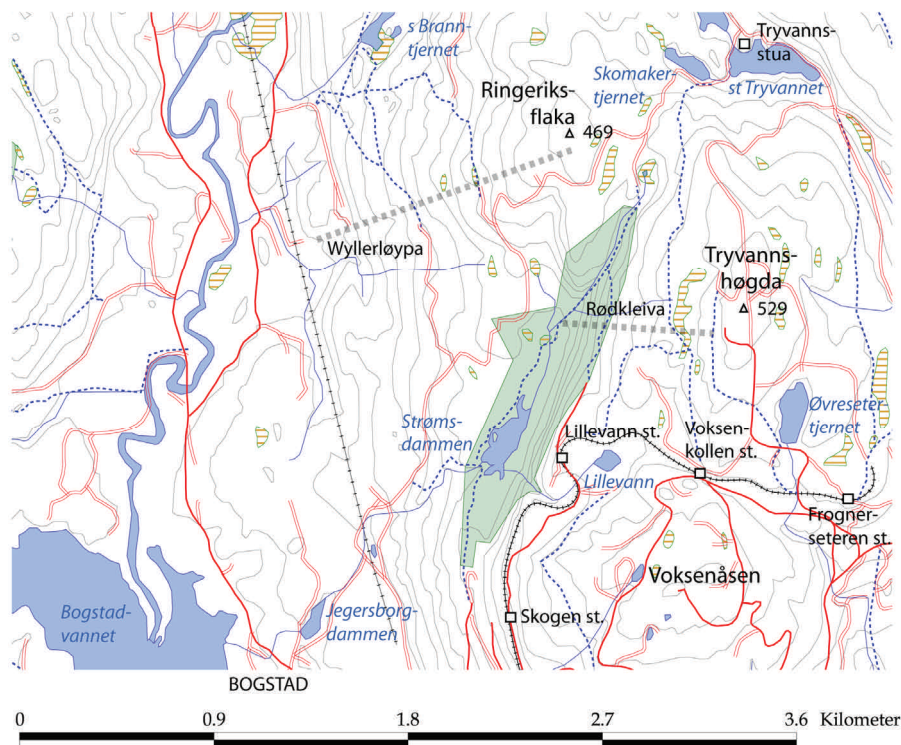 s Brann-
tjernet
Tryvanns-
stua
Skomaker-
tjernet
st Tryvannet
Ringeriks-
flaka
469
Wyllerløypa
Tryvanns-
høgda
529
Rødkleiva
Strøms-
dammen
Lillevann st.
Voksen-
kollen st.
Øvreseter-
tjernet
Lillevann
Frogner-
seteren st.
Voksenåsen
Bogstad-
vannet
Jegersborg-
dammen
Skogen st.
BOGSTAD
0 0.9 1.8 2.7 3.6 Kilometer